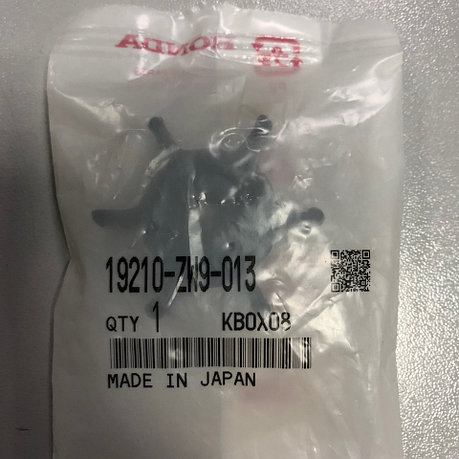 HONDA
19210-ZW9-013
QTY 1 KBOX08
MADE IN JAPAN